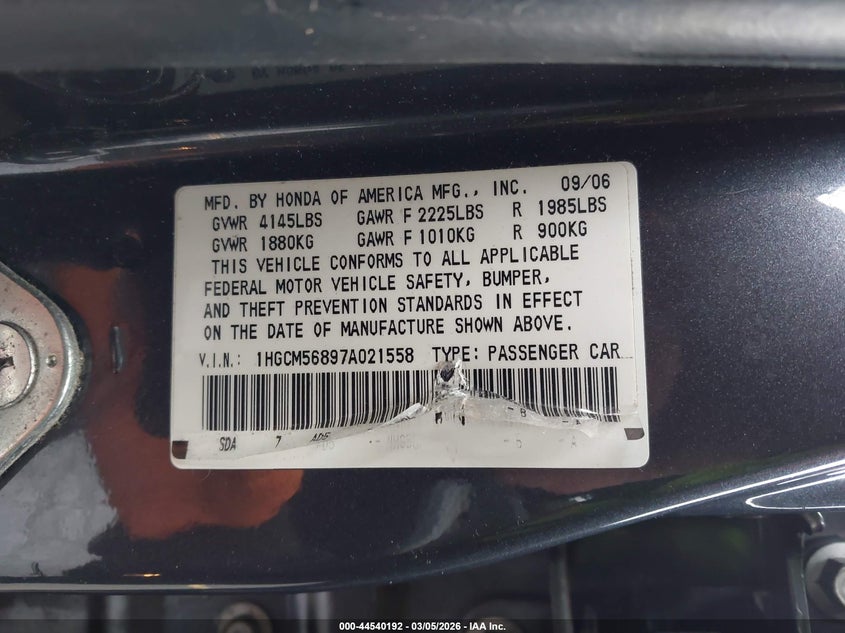 MFD. BY HONDA OF AMERICA MFG., INC. 09/06
GVWR 4145LBS GAWR F 2225LBS R 1985LBS
GVWR 1880KG GAWR F 1010KG R 900KG
THIS VEHICLE CONFORMS TO ALL APPLICABLE
FEDERAL MOTOR VEHICLE SAFETY, BUMPER,
AND THEFT PREVENTION STANDARDS IN EFFECT
ON THE DATE OF MANUFACTURE SHOWN ABOVE.
V.I.N.: 1HGCM56897A021558 TYPE: PASSENGER CAR
SDA 7
000-44540192 - 03/05/2026 - IAA Inc.